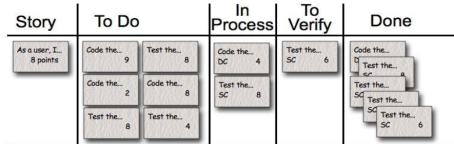 Story
To Do
In
Process
To
Verify
Done
As a user, I...
8 points
Code the...
9
Test the...
8
Code the...
2
Code the...
8
Test the...
8
Test the...
4
Code the...
DC 4
Test the...
SC 8
Test the...
SC 6
Code the...
Test the...
SC 8
Test the...
SC
Test the...
SC
Test the...
SC 6